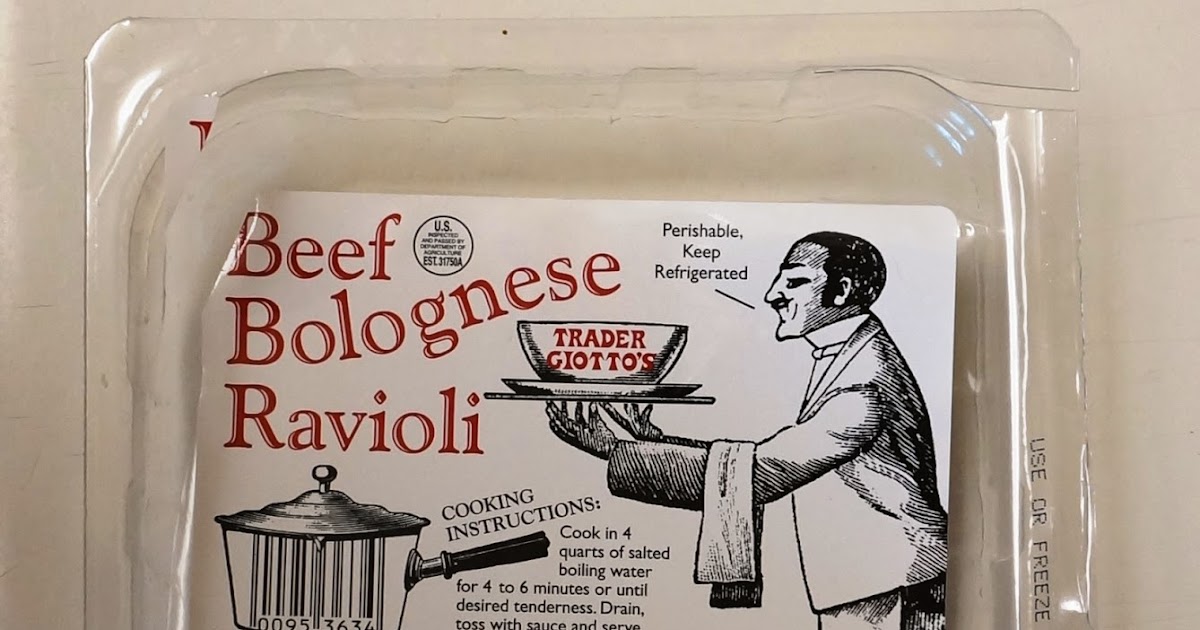 Beef
Bolognese
Ravioli
U.S.
INSPECTED
AND PASSED BY
DEPARTMENT OF
AGRICULTURE
EST. 31750A
Perishable,
Keep
Refrigerated
TRADER
GIOTTO'S
COOKING
INSTRUCTIONS:
Cook in 4
quarts of salted
boiling water
for 4 to 6 minutes or until
desired tenderness. Drain,
toss with sauce and serve
0095 3634
USE OR FREEZE